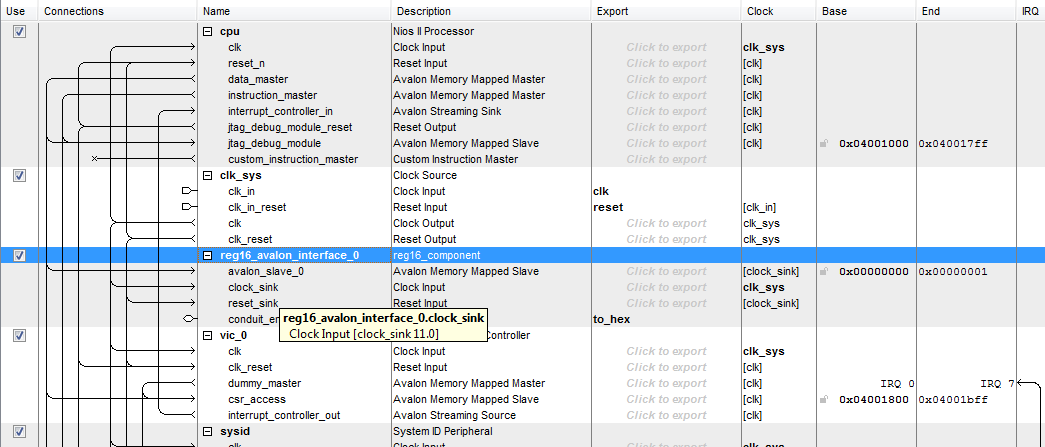 Use Connections Name Description Export Clock Base End IRQ
cpu Nios II Processor
clk Clock Input Click to export clk_sys
reset_n Reset Input Click to export [clk]
data_master Avalon Memory Mapped Master Click to export [clk]
instruction_master Avalon Memory Mapped Master Click to export [clk]
interrupt_controller_in Avalon Streaming Sink Click to export [clk]
jtag_debug_module_reset Reset Output Click to export [clk]
jtag_debug_module Avalon Memory Mapped Slave Click to export [clk] 0x04001000 0x040017ff
custom_instruction_master Custom Instruction Master Click to export
clk_sys Clock Source
clk_in Clock Input clk
clk_in_reset Reset Input reset [clk_in]
clk Clock Output Click to export clk_sys
clk_reset Reset Output Click to export clk_sys
reg16_avalon_interface_0 reg16_component
avalon_slave_0 Avalon Memory Mapped Slave Click to export [clock_sink] 0x00000000 0x00000001
clock_sink Clock Input Click to export clk_sys
reset_sink Reset Input Click to export [clock_sink]
to_hex
reg16_avalon_interface_0.clock_sink
Clock Input [clock_sink 11.0]
vic_0 Controller
clk Clock Input Click to export clk_sys
clk_reset Reset Input Click to export [clk]
dummy_master Avalon Memory Mapped Master Click to export [clk] IRQ 0 IRQ 7
csr_access Avalon Memory Mapped Slave Click to export [clk] 0x04001800 0x04001bff
interrupt_controller_out Avalon Streaming Source Click to export [clk]
sysid System ID Peripheral
clk Clock Input Click to export clk_sys